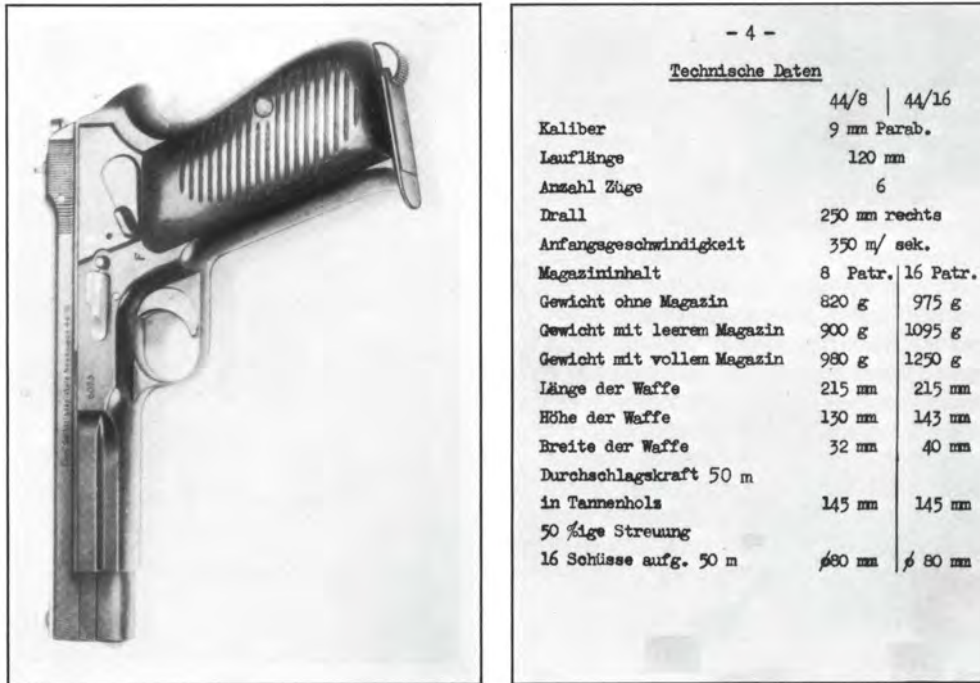 - 4 -
Technische Daten
44/8 | 44/16
Kaliber 9 mm Parab.
Lauflänge 120 mm
Anzahl Züge 6
Drall 250 mm rechts
Anfangsgeschwindigkeit 350 m/ sek.
Magazininhalt 8 Patr. | 16 Patr.
Gewicht ohne Magazin 820 g 975 g
Gewicht mit leerem Magazin 900 g 1095 g
Gewicht mit vollem Magazin 980 g 1250 g
Länge der Waffe 215 mm 215 mm
Höhe der Waffe 130 mm 143 mm
Breite der Waffe 32 mm 40 mm
Durchschlagskraft 50 m
in Tannenholz 145 mm 145 mm
50 %ige Streuung
16 Schüsse aufg. 50 m ø80 mm ø 80 mm